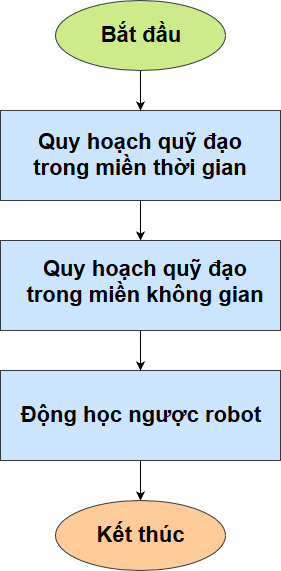 Bắt đầu
Quy hoạch quỹ đạo
trong miền thời gian
Quy hoạch quỹ đạo
trong miền không gian
Động học ngược robot
Kết thúc